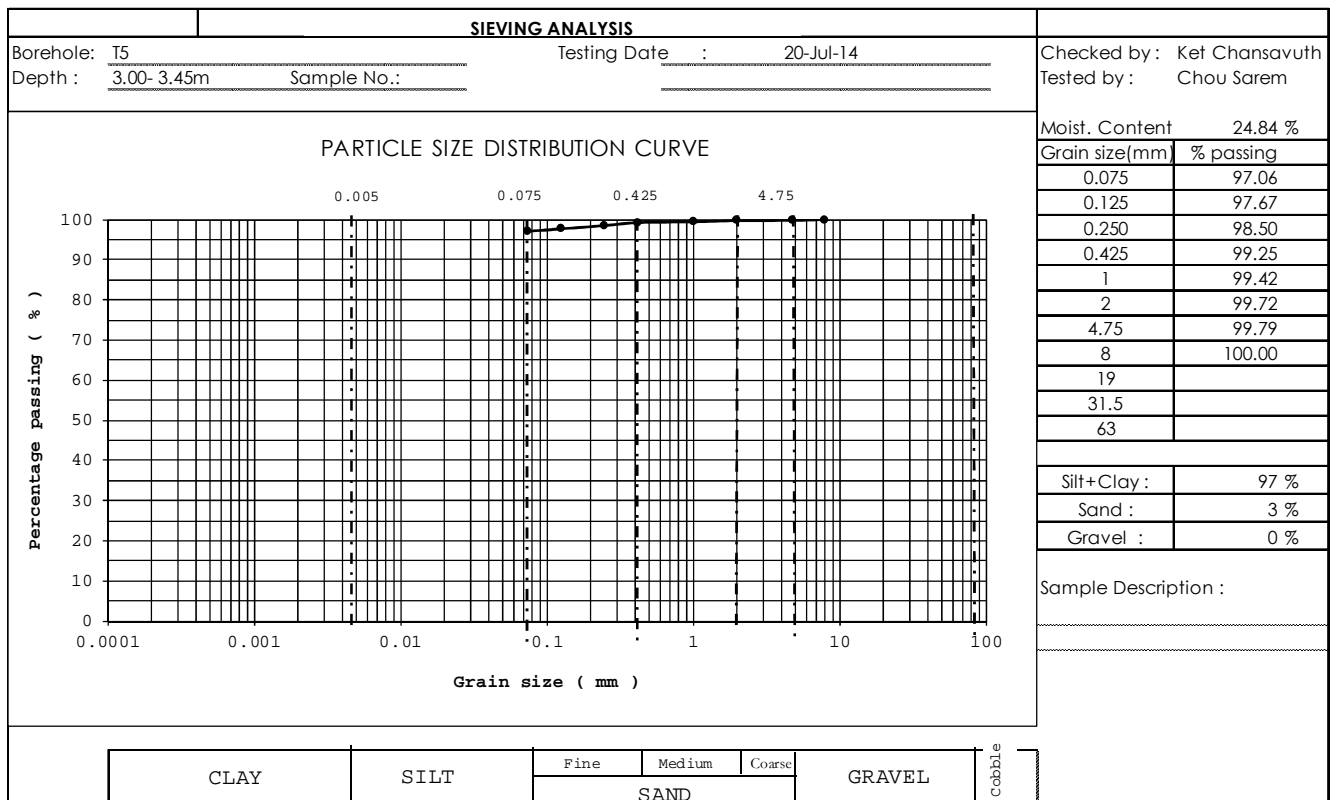 SIEVING ANALYSIS
Borehole: T5 Testing Date : 20-Jul-14
Depth : 3.00- 3.45m Sample No.:
Checked by : Ket Chansavuth
Tested by : Chou Sarem
Moist. Content 24.84 %
Grain size(mm) % passing
0.075 97.06
0.125 97.67
0.250 98.50
0.425 99.25
1 99.42
2 99.72
4.75 99.79
8 100.00
19
31.5
63
Silt+Clay : 97 %
Sand : 3 %
Gravel : 0 %
Sample Description :
PARTICLE SIZE DISTRIBUTION CURVE
0.005 0.075 0.425 4.75
100
90
80
70
60
50
40
30
20
10
0
Percentage passing ( % )
0.0001 0.001 0.01 0.1 1 10 100
Grain size ( mm )
CLAY SILT Fine Medium Coarse GRAVEL Cobble
SAND